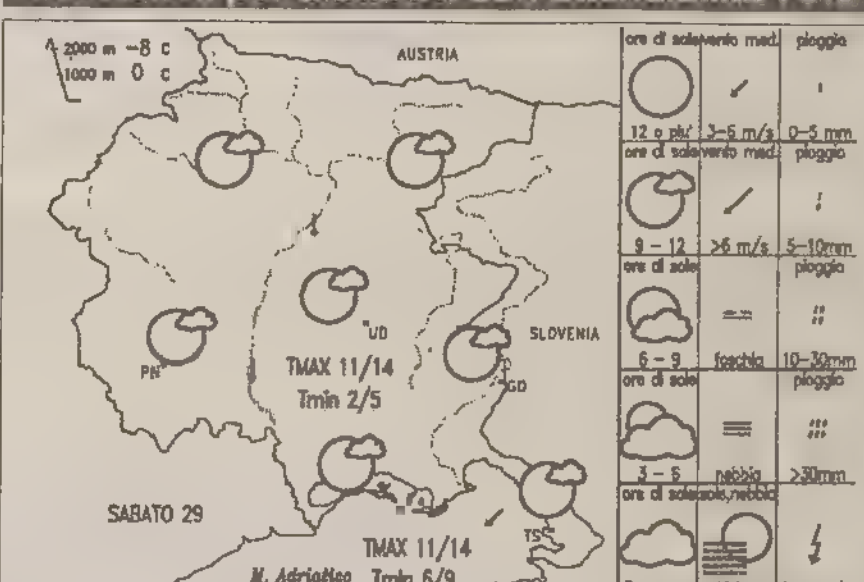 2000 m -8 c
1000 m 0 c
AUSTRIA
SLOVENIA
UD
PN
GO
TMAX 11/14
Tmin 2/5
SABATO 29
TS
TMAX 11/14
M. Adriatico Tmin 6/9
ore di sole vento med. pioggia
12 o piu' 3-6 m/s 0-5 mm
ore di sole vento med. pioggia
9 - 12 >6 m/s 5-10mm
ore di sole pioggia
6 - 9 foschia 10-30mm
ore di sole pioggia
3 - 6 nebbia >30mm
ore di sole sole,nebbia